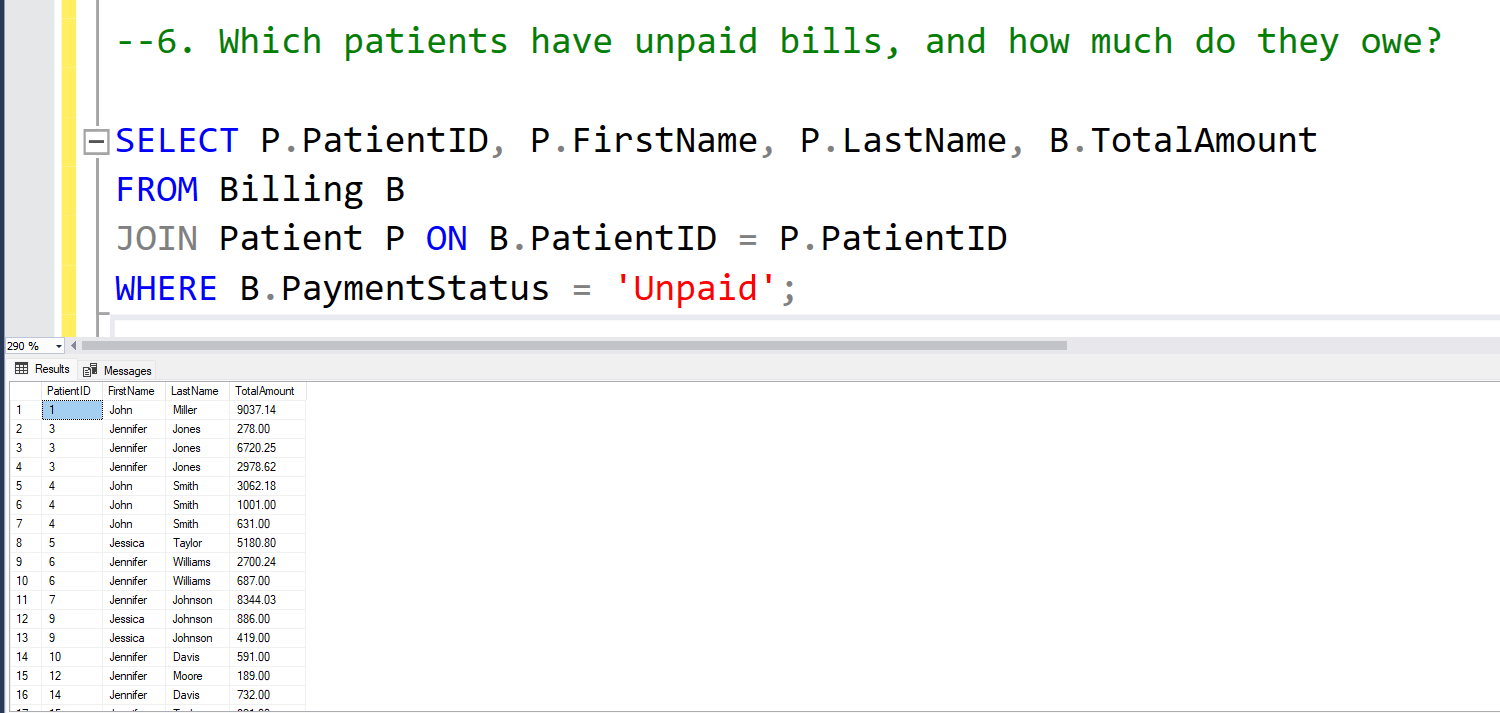 --6. Which patients have unpaid bills, and how much do they owe?
SELECT P.PatientID, P.FirstName, P.LastName, B.TotalAmount
FROM Billing B
JOIN Patient P ON B.PatientID = P.PatientID
WHERE B.PaymentStatus = 'Unpaid';
290 %
Results Messages
PatientID FirstName LastName TotalAmount
1 1 John Miller 9037.14
2 3 Jennifer Jones 278.00
3 3 Jennifer Jones 6720.25
4 3 Jennifer Jones 2978.62
5 4 John Smith 3062.18
6 4 John Smith 1001.00
7 4 John Smith 631.00
8 5 Jessica Taylor 5180.80
9 6 Jennifer Williams 2700.24
10 6 Jennifer Williams 687.00
11 7 Jennifer Johnson 8344.03
12 9 Jessica Johnson 886.00
13 9 Jessica Johnson 419.00
14 10 Jennifer Davis 591.00
15 12 Jennifer Moore 189.00
16 14 Jennifer Davis 732.00